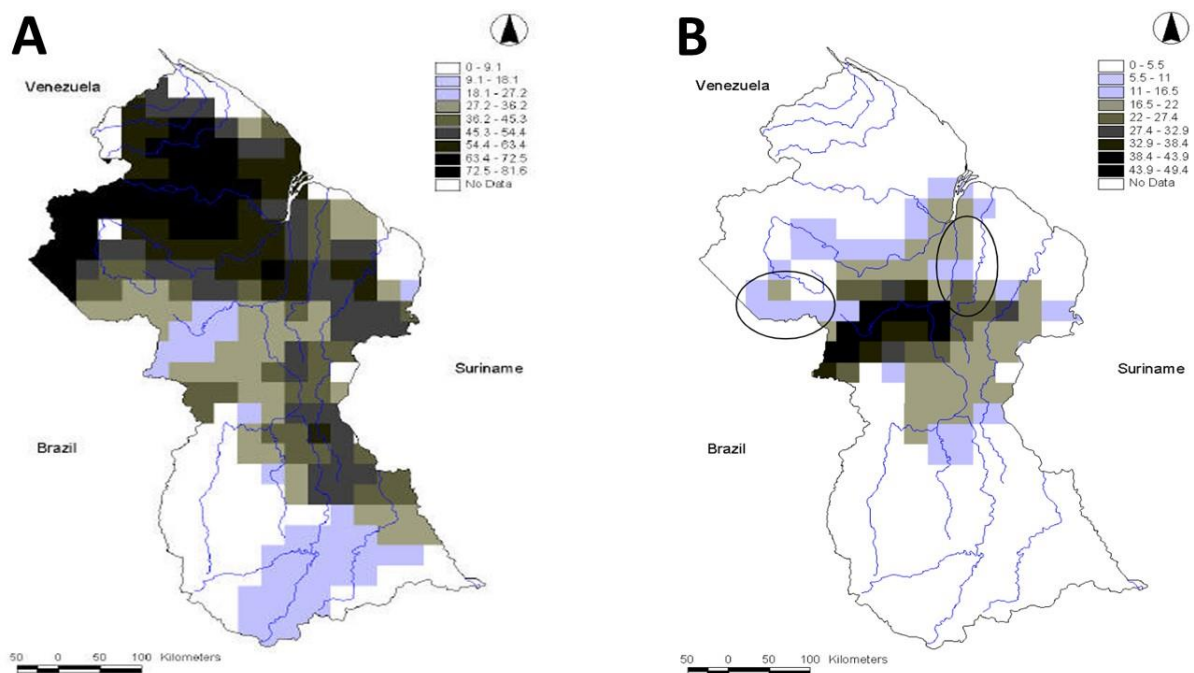 A
Venezuela
0 - 9.1
9.1 - 18.1
18.1 - 27.2
27.2 - 36.2
36.2 - 45.3
45.3 - 54.4
54.4 - 63.4
63.4 - 72.5
72.5 - 81.6
No Data
Suriname
Brazil
50 0 50 100 Kilometers
B
Venezuela
0 - 5.5
5.5 - 11
11 - 16.5
16.5 - 22
22 - 27.4
27.4 - 32.9
32.9 - 38.4
38.4 - 43.9
43.9 - 49.4
No Data
Suriname
Brazil
50 0 50 100 Kilometers